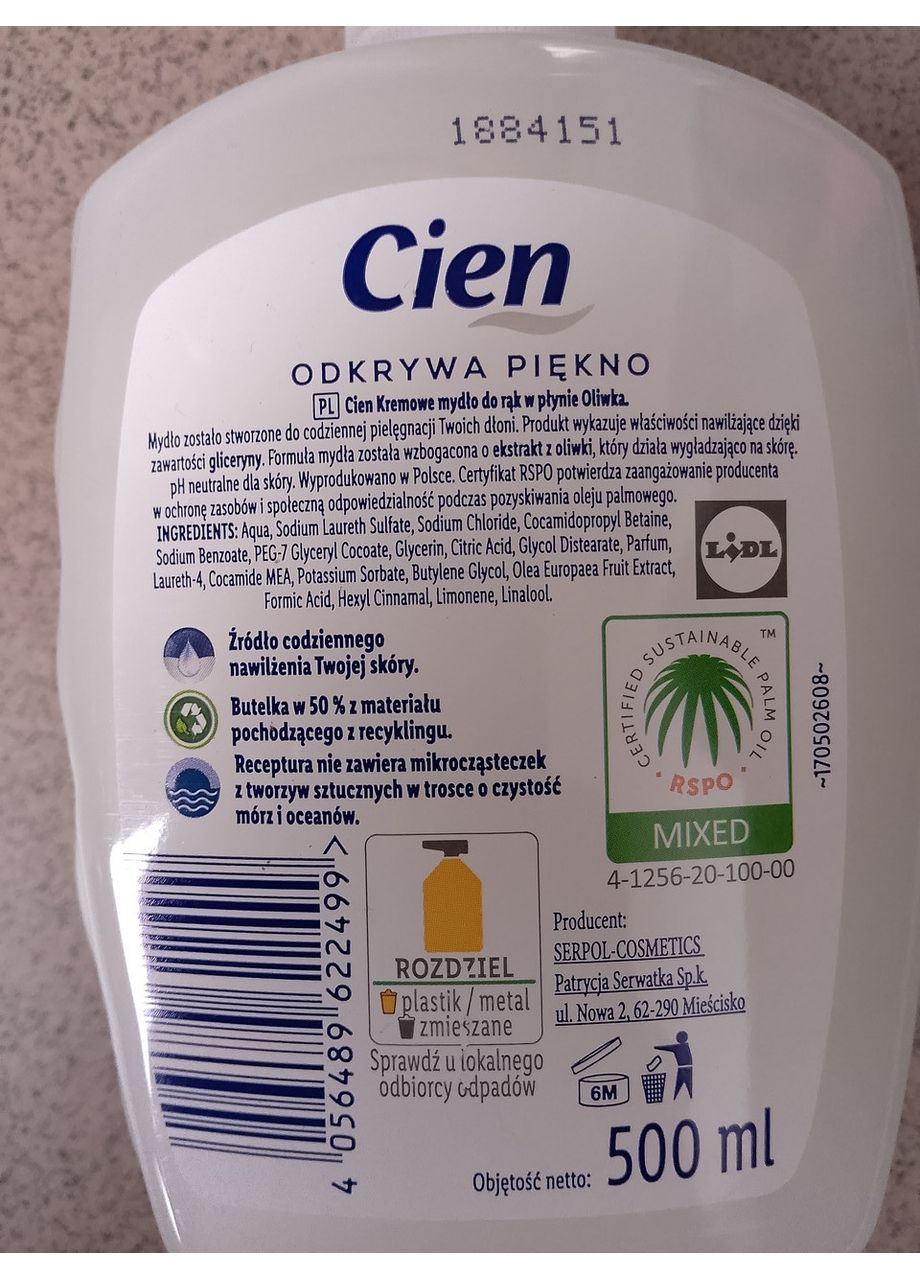 1884151
Cien
ODKRYWA PIĘKNO
PL Cien Kremowe mydło do rąk w płynie Oliwka.
Mydło zostało stworzone do codziennej pielęgnacji Twoich dłoni. Produkt wykazuje właściwości nawilżające dzięki
zawartości gliceryny. Formuła mydła została wzbogacona o ekstrakt z oliwki, który działa wygładzająco na skórę.
pH neutralne dla skóry. Wyprodukowano w Polsce. Certyfikat RSPO potwierdza zaangażowanie producenta
w ochronę zasobów i społeczną odpowiedzialność podczas pozyskiwania oleju palmowego.
INGREDIENTS: Aqua, Sodium Laureth Sulfate, Sodium Chloride, Cocamidopropyl Betaine,
Sodium Benzoate, PEG-7 Glyceryl Cocoate, Glycerin, Citric Acid, Glycol Distearate, Parfum,
Laureth-4, Cocamide MEA, Potassium Sorbate, Butylene Glycol, Olea Europaea Fruit Extract,
Formic Acid, Hexyl Cinnamal, Limonene, Linalool.
LIDL
Źródło codziennego
nawilżenia Twojej skóry.
Butelka w 50 % z materiału
pochodzącego z recyklingu.
Receptura nie zawiera mikrocząsteczek
z tworzyw sztucznych w trosce o czystość
mórz i oceanów.
CERTIFIED SUSTAINABLE PALM OIL TM
RSPO
MIXED
4-1256-20-100-00
~170502608~
4 056489 622499 >
ROZDZIEL
plastik / metal
zmieszane
Sprawdź u lokalnego
odbiorcy odpadów
Producent:
SERPOL-COSMETICS
Patrycja Serwatka Sp.k.
ul. Nowa 2, 62-290 Mieścisko
6M
Objętość netto: 500 ml